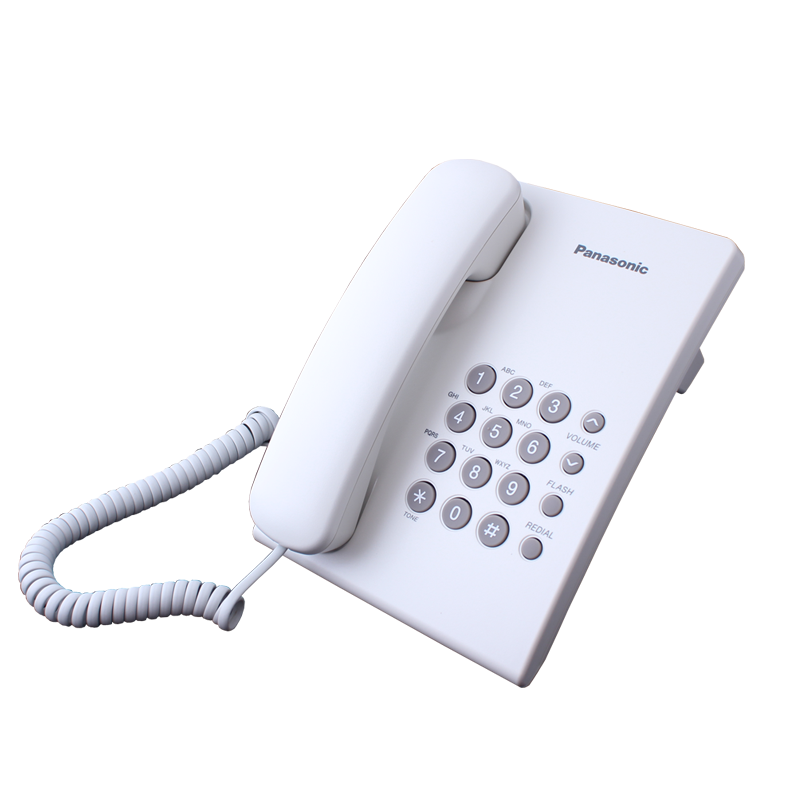 Panasonic
1 ABC 2 DEF 3
GHI 4 JKL 5 MNO 6
VOLUME
PQRS 7 TUV 8 WXYZ 9
FLASH
* 0 #
TONE
REDIAL